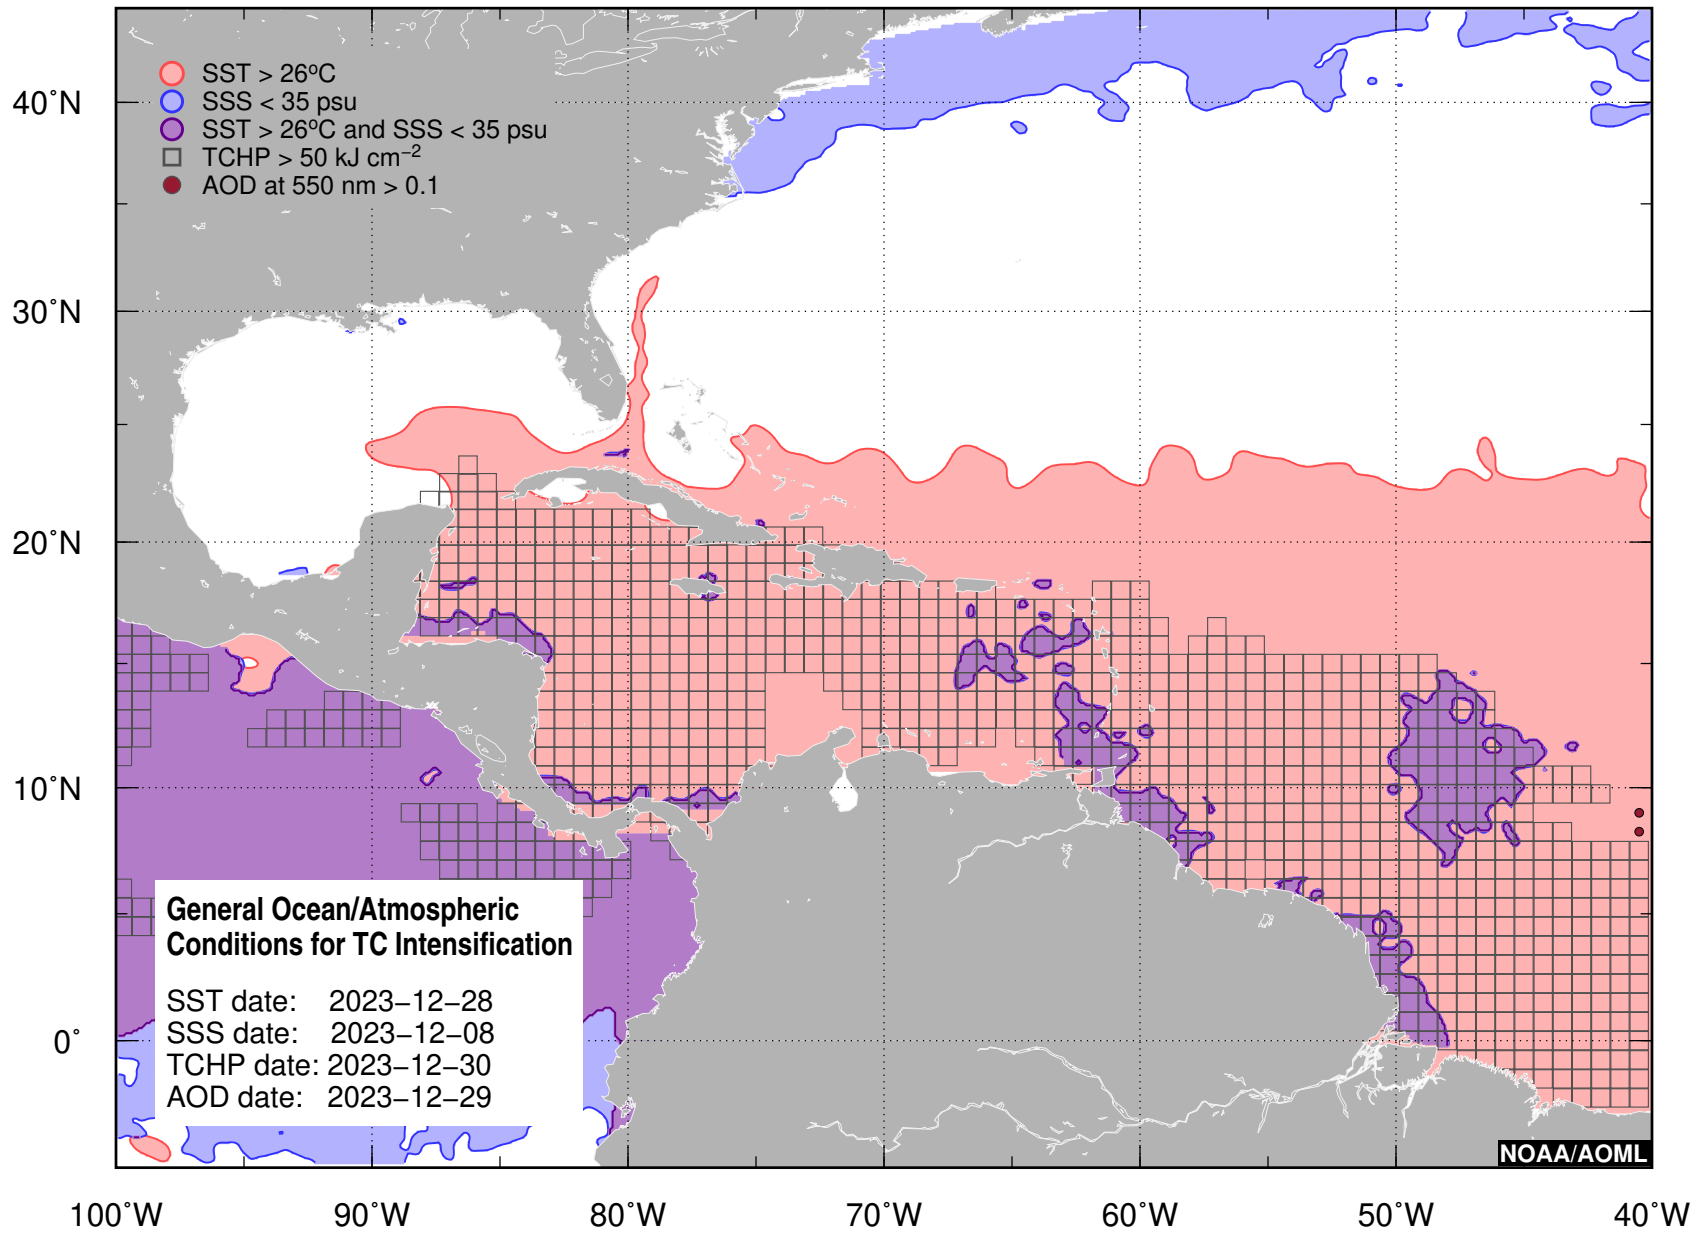 SST > 26°C
SSS < 35 psu
SST > 26°C and SSS < 35 psu
TCHP > 50 kJ cm⁻²
AOD at 550 nm > 0.1
40°N
30°N
20°N
10°N
0°
General Ocean/Atmospheric
Conditions for TC Intensification
SST date: 2023−12−28
SSS date: 2023−12−08
TCHP date: 2023−12−30
AOD date: 2023−12−29
NOAA/AOML
100°W 90°W 80°W 70°W 60°W 50°W 40°W